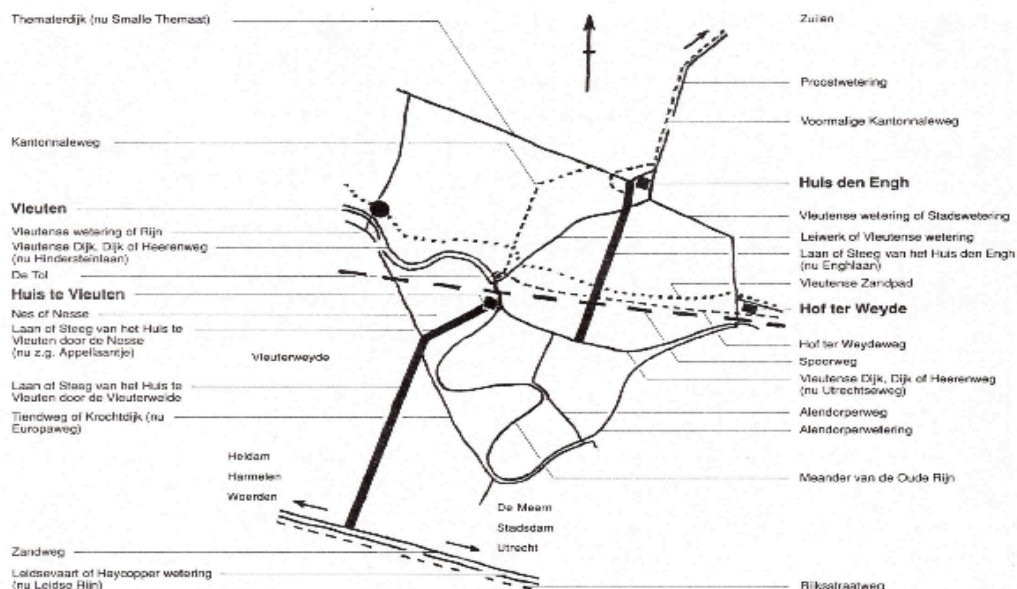 Thematerdijk (nu Smalle Themaat)
Kantonnaleweg
Vleuten
Vleutense wetering of Rijn
Vleutense Dijk, Dijk of Heerenweg
(nu Hindersteinlaan)
De Tol
Huis te Vleuten
Nes of Nesse
Laan of Steeg van het Huis te
Vleuten door de Nesse
(nu z.g. Appellaantje)
Laan of Steeg van het Huis te
Vleuten door de Vleuterweide
Tiendweg of Krochtdijk (nu
Europaweg)
Vleuterweyde
Heldam
Harmelen
Woerden
De Meern
Stadsdam
Utrecht
Zandweg
Leidsevaart of Heycopper wetering
(nu Leidse Rijn)
Zuilen
Proostwetering
Voormalige Kantonnaleweg
Huis den Engh
Vleutense wetering of Stadswetering
Leiwerk of Vleutense wetering
Laan of Steeg van het Huis den Engh
(nu Enghlaan)
Vleutense Zandpad
Hof ter Weyde
Hof ter Weydeweg
Spoorweg
Vleutense Dijk, Dijk of Heerenweg
(nu Utrechtseweg)
Alendorperweg
Alendorperwetering
Meander van de Oude Rijn
Rijksstraatweg